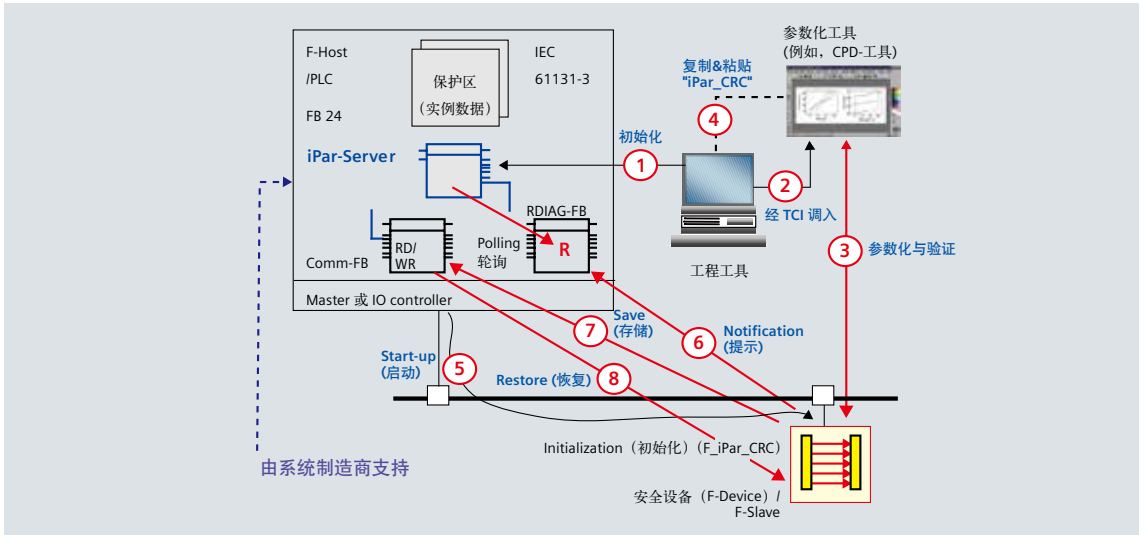 F-Host
/PLC
FB 24
保护区
（实例数据）
IEC
61131-3
参数化工具
(例如，CPD-工具)
复制&粘贴
"iPar_CRC"
4
iPar-Server
初始化
1
2
经 TCI 调入
3
参数化与验证
工程工具
RDIAG-FB
Polling
轮询
R
RD/
WR
Comm-FB
Master 或 IO controller
Save
(存储)
7
6
Notification
(提示)
Start-up
(启动)
5
Restore (恢复)
8
Initialization（初始化）(F_iPar_CRC)
由系统制造商支持
安全设备（F-Device）/
F-Slave